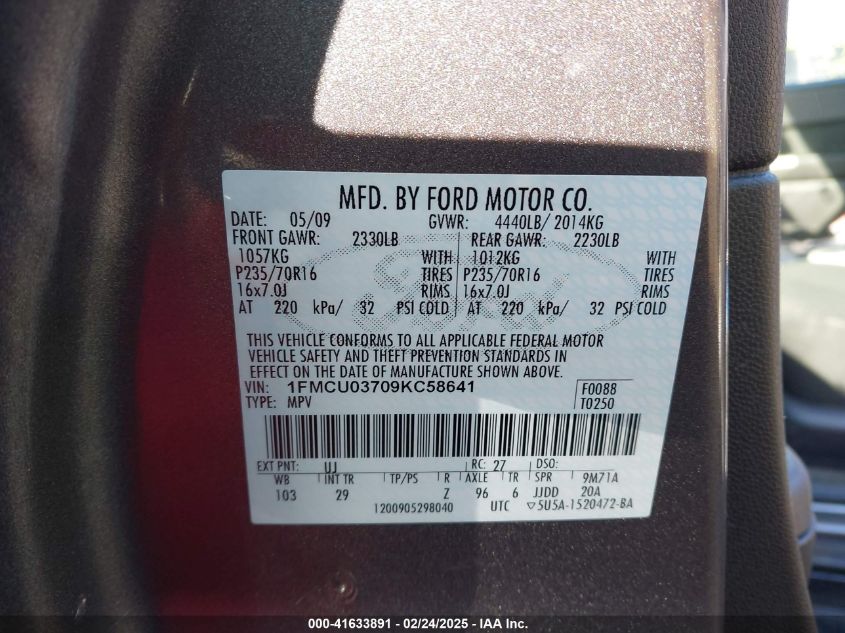 MFD. BY FORD MOTOR CO.
DATE: 05/09 GVWR: 4440LB/ 2014KG
FRONT GAWR: 2330LB REAR GAWR: 2230LB
1057KG WITH 1012KG WITH
P235/70R16 TIRES P235/70R16 TIRES
16x7.0J RIMS 16x7.0J RIMS
AT 220 kPa/ 32 PSI COLD AT 220 kPa/ 32 PSI COLD
THIS VEHICLE CONFORMS TO ALL APPLICABLE FEDERAL MOTOR
VEHICLE SAFETY AND THEFT PREVENTION STANDARDS IN
EFFECT ON THE DATE OF MANUFACTURE SHOWN ABOVE.
VIN: 1FMCU03709KC58641 F0088
TYPE: MPV T0250
EXT PNT: UJ RC: 27 DSO:
WB INT TR TP/PS R AXLE TR SPR 9M71A
103 29 Z 96 6 JJDD 20A
1200905298040 UTC ▽5U5A-1520472-BA
000-41633891 - 02/24/2025 - IAA Inc.